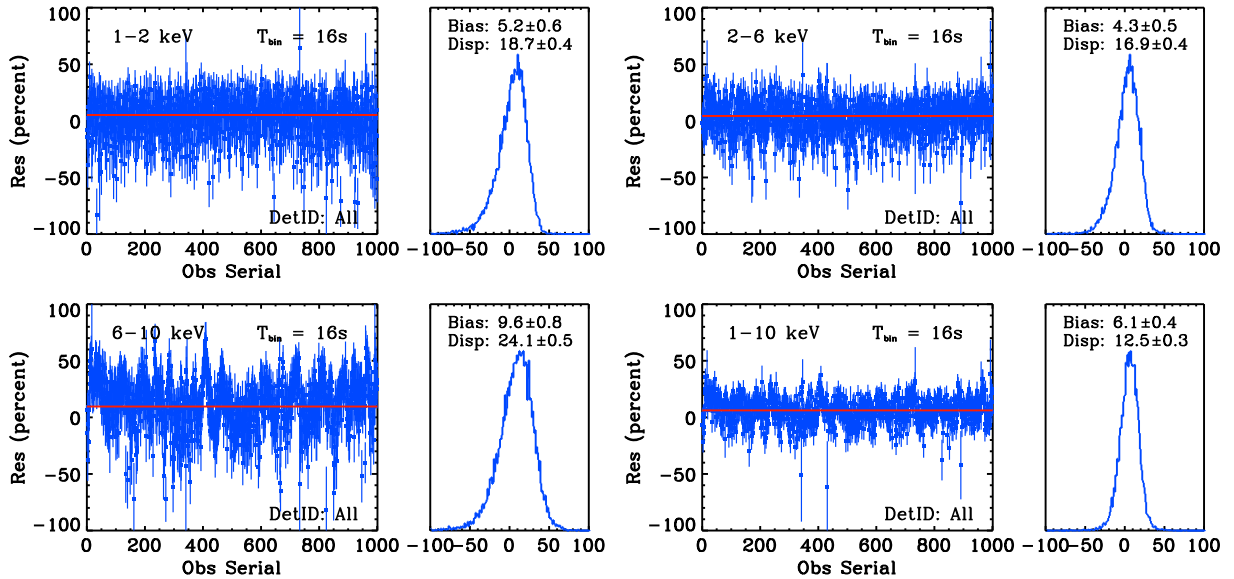 1−2 keV T_bin = 16s
DetID: All
Res (percent)
100
50
0
−50
−100
0 200 400 600 800 1000
Obs Serial
Bias: 5.2±0.6
Disp: 18.7±0.4
−100 −50 0 50 100
2−6 keV T_bin = 16s
DetID: All
Res (percent)
100
50
0
−50
−100
0 200 400 600 800 1000
Obs Serial
Bias: 4.3±0.5
Disp: 16.9±0.4
−100−50 0 50 100
6−10 keV T_bin = 16s
DetID: All
Res (percent)
100
50
0
−50
−100
0 200 400 600 800 1000
Obs Serial
Bias: 9.6±0.8
Disp: 24.1±0.5
−100 −50 0 50 100
1−10 keV T_bin = 16s
DetID: All
Res (percent)
100
50
0
−50
−100
0 200 400 600 800 1000
Obs Serial
Bias: 6.1±0.4
Disp: 12.5±0.3
−100−50 0 50 100